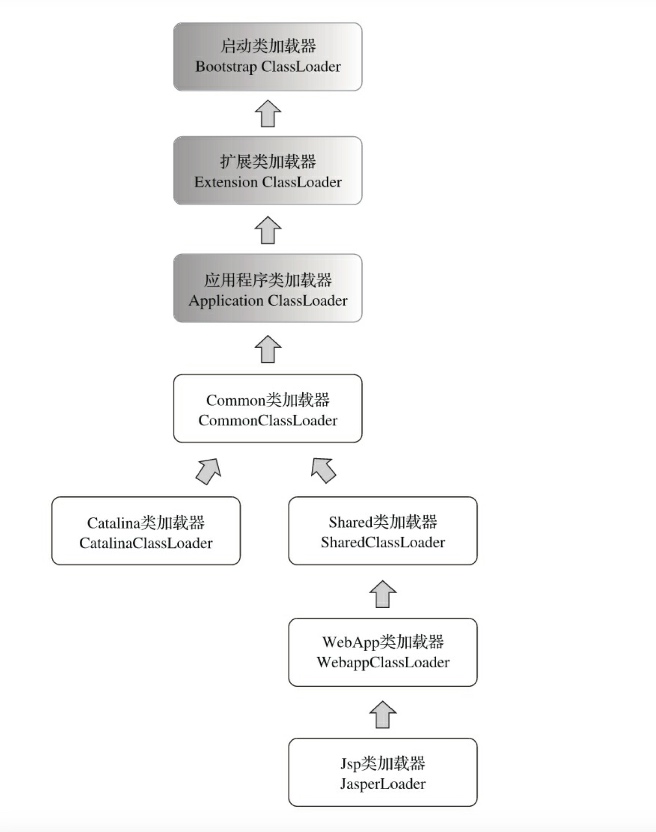 启动类加载器
Bootstrap ClassLoader
扩展类加载器
Extension ClassLoader
应用程序类加载器
Application ClassLoader
Common类加载器
CommonClassLoader
Catalina类加载器
CatalinaClassLoader
Shared类加载器
SharedClassLoader
WebApp类加载器
WebappClassLoader
Jsp类加载器
JasperLoader